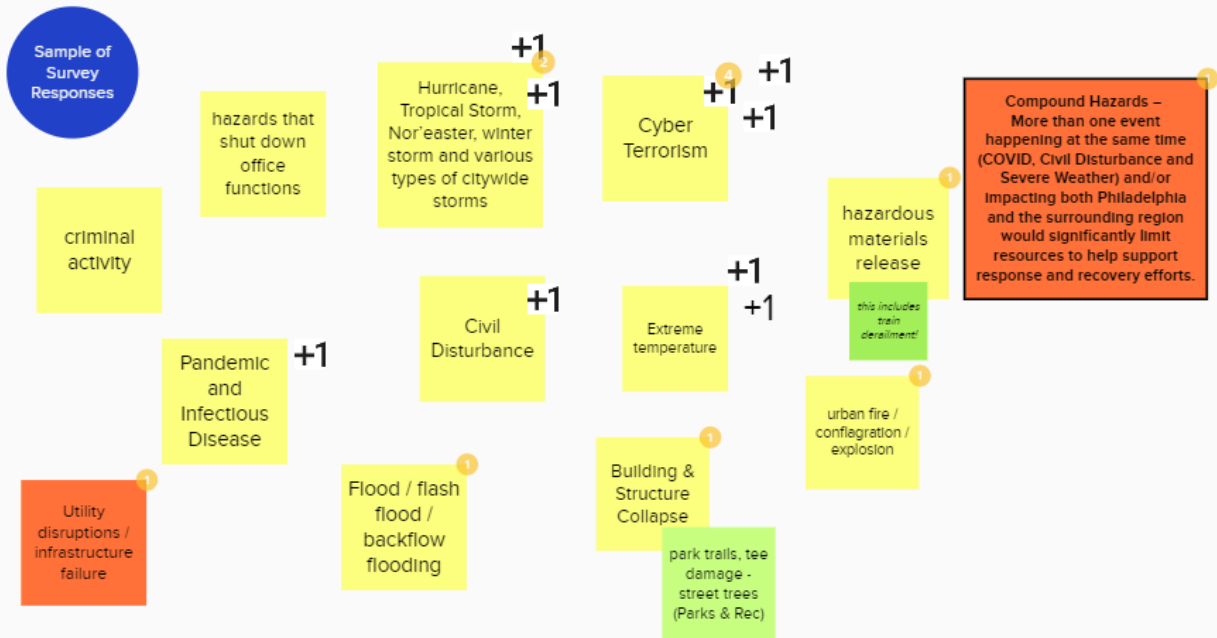 Sample of
Survey
Responses
hazards that
shut down
office
functions
+1
2
+1
Hurricane,
Tropical Storm,
Nor'easter, winter
storm and various
types of citywide
storms
4
+1
+1
+1
Cyber
Terrorism
1
Compound Hazards –
More than one event
happening at the same time
(COVID, Civil Disturbance and
Severe Weather) and/or
impacting both Philadelphia
and the surrounding region
would significantly limit
resources to help support
response and recovery efforts.
criminal
activity
1
hazardous
materials
release
this includes
train
derailment!
+1
Civil
Disturbance
+1
+1
Extreme
temperature
+1
Pandemic
and
Infectious
Disease
1
urban fire /
conflagration /
explosion
1
Utility
disruptions /
infrastructure
failure
1
Flood / flash
flood /
backflow
flooding
1
Building &
Structure
Collapse
park trails, tee
damage -
street trees
(Parks & Rec)